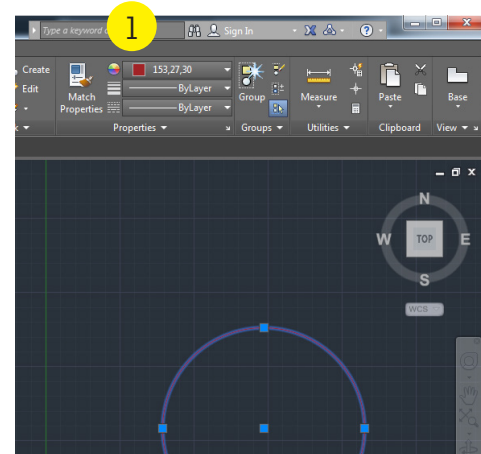 Type a keyword
1
Sign In
?
Create
Edit
Match
Properties
153,27,30
ByLayer
ByLayer
Group
Measure
Paste
Base
Properties
Groups
Utilities
Clipboard
View
N
W
TOP
E
S
WCS